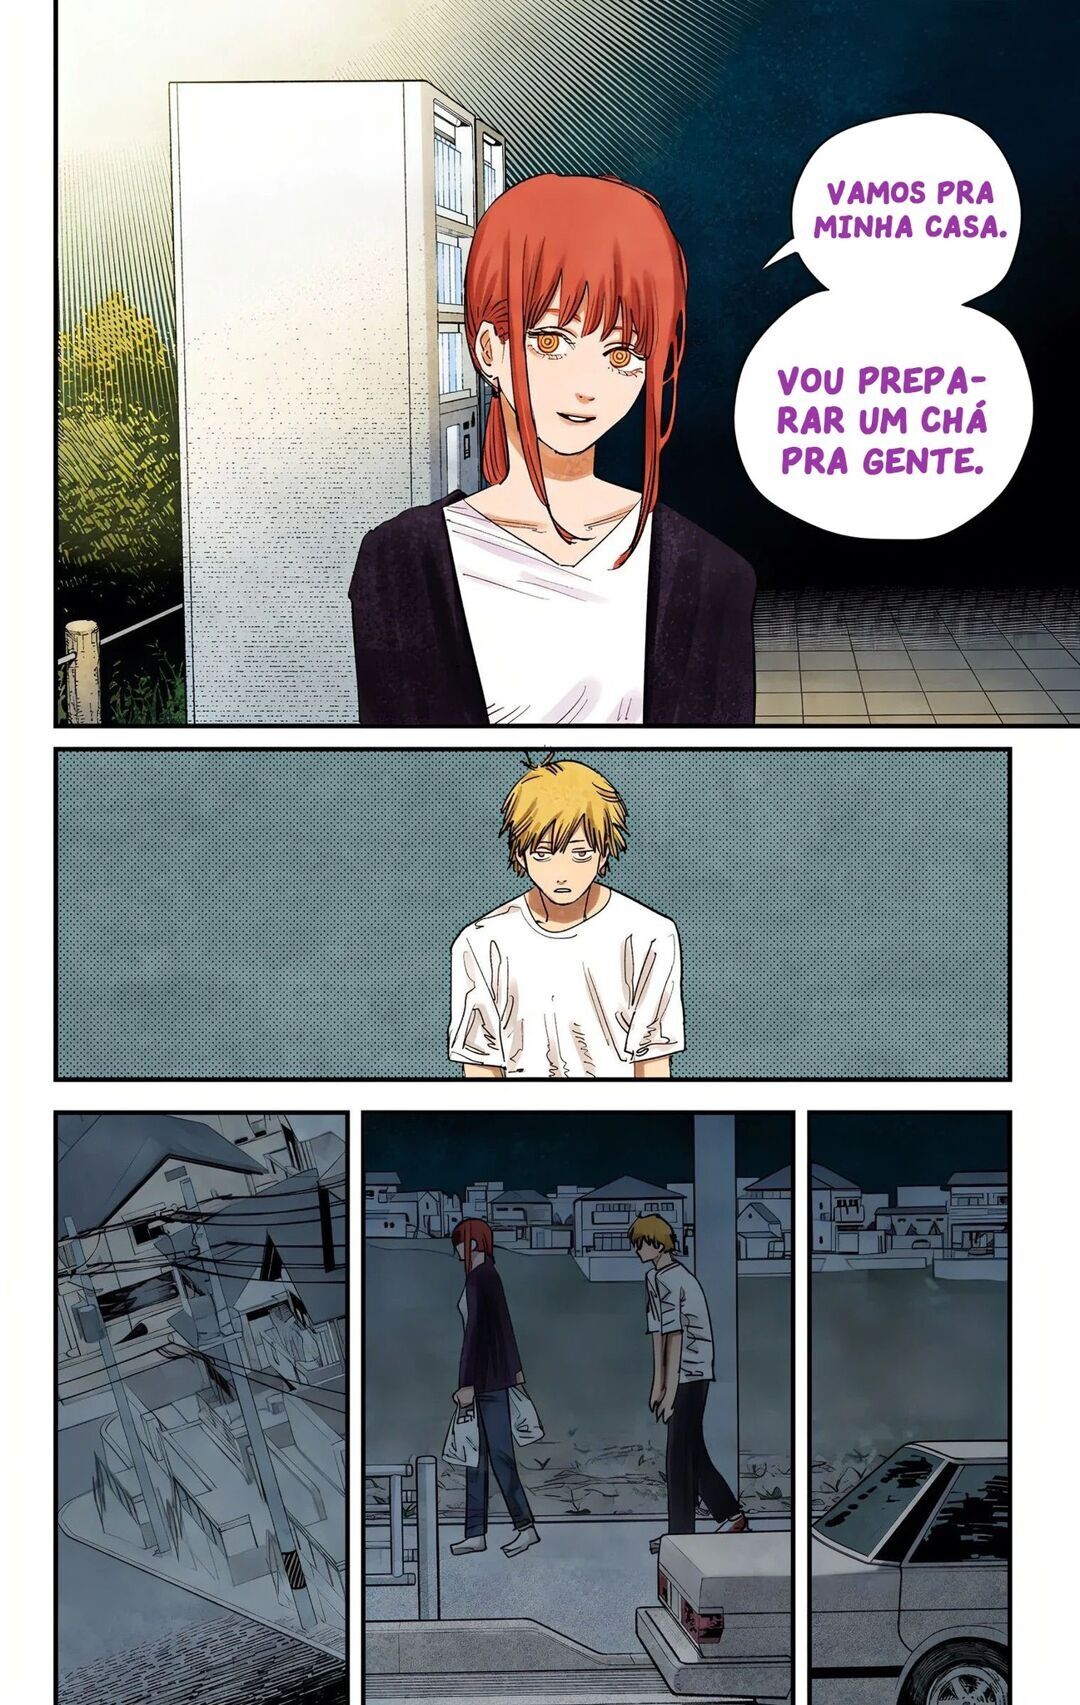 VAMOS PRA
MINHA CASA.
VOU PREPA-
RAR UM CHÁ
PRA GENTE.